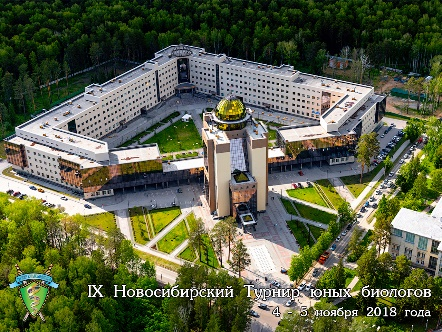 IX Новосибирский Турнир юных биологов
4 - 5 ноября 2018 года